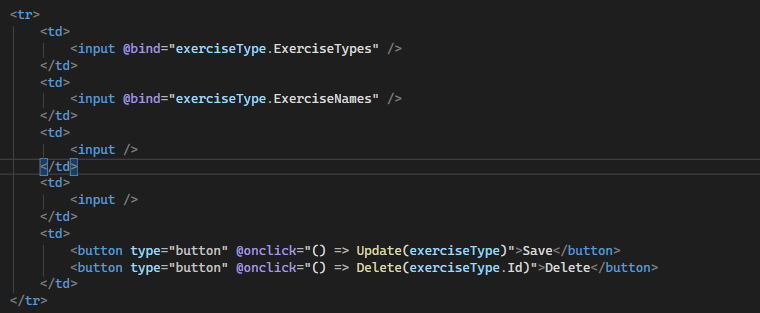 <tr>
<td>
<input @bind="exerciseType.ExerciseTypes" />
</td>
<td>
<input @bind="exerciseType.ExerciseNames" />
</td>
<td>
<input />
</td>
<td>
<input />
</td>
<td>
<button type="button" @onclick="() => Update(exerciseType)">Save</button>
<button type="button" @onclick="() => Delete(exerciseType.Id)">Delete</button>
</td>
</tr>